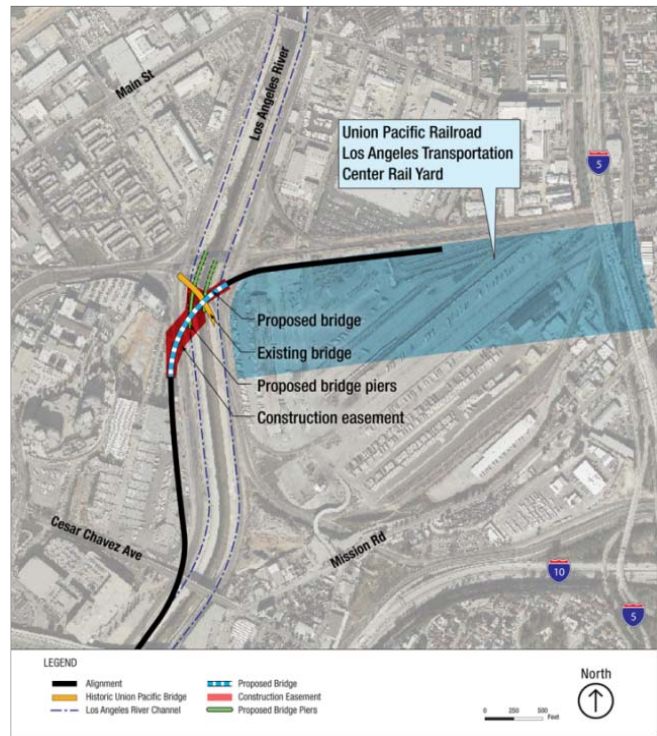 Main St
Los Angeles River
Union Pacific Railroad
Los Angeles Transportation
Center Rail Yard
5
Proposed bridge
Existing bridge
Proposed bridge piers
Construction easement
Cesar Chavez Ave
Mission Rd
10
5
LEGEND
Alignment
Proposed Bridge
Historic Union Pacific Bridge
Construction Easement
Los Angeles River Channel
Proposed Bridge Piers
0 250 500
Feet
North